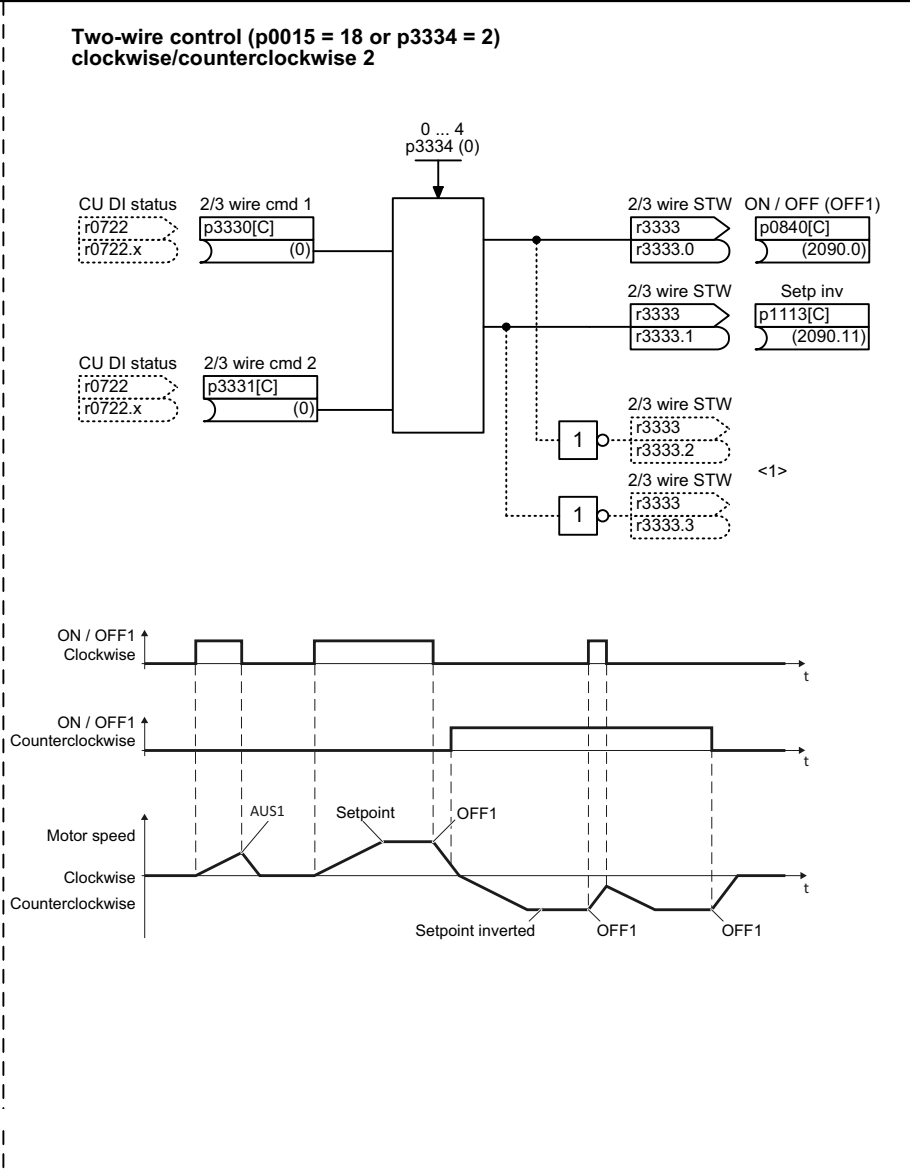 Two-wire control (p0015 = 18 or p3334 = 2)
clockwise/counterclockwise 2
0 ... 4
p3334 (0)
CU DI status
r0722
r0722.x
2/3 wire cmd 1
p3330[C]
(0)
2/3 wire STW
r3333
r3333.0
ON / OFF (OFF1)
p0840[C]
(2090.0)
2/3 wire STW
r3333
r3333.1
Setp inv
p1113[C]
(2090.11)
CU DI status
r0722
r0722.x
2/3 wire cmd 2
p3331[C]
(0)
1
2/3 wire STW
r3333
r3333.2
<1>
1
2/3 wire STW
r3333
r3333.3
ON / OFF1
Clockwise
t
ON / OFF1
Counterclockwise
t
AUS1
Setpoint
OFF1
Motor speed
Clockwise
t
Counterclockwise
Setpoint inverted
OFF1
OFF1